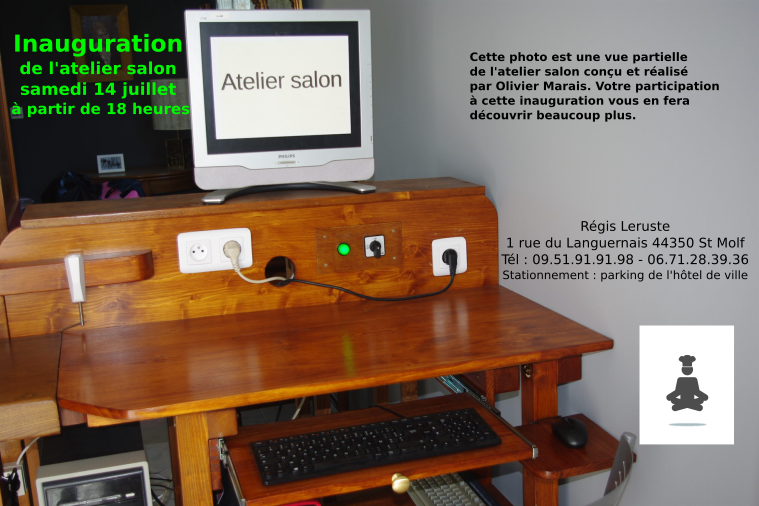 Inauguration
de l'atelier salon
samedi 14 juillet
à partir de 18 heures
Atelier salon
PHILIPS
Cette photo est une vue partielle
de l'atelier salon conçu et réalisé
par Olivier Marais. Votre participation
à cette inauguration vous en fera
découvrir beaucoup plus.
Régis Leruste
1 rue du Languernais 44350 St Molf
Tél : 09.51.91.91.98 - 06.71.28.39.36
Stationnement : parking de l'hôtel de ville